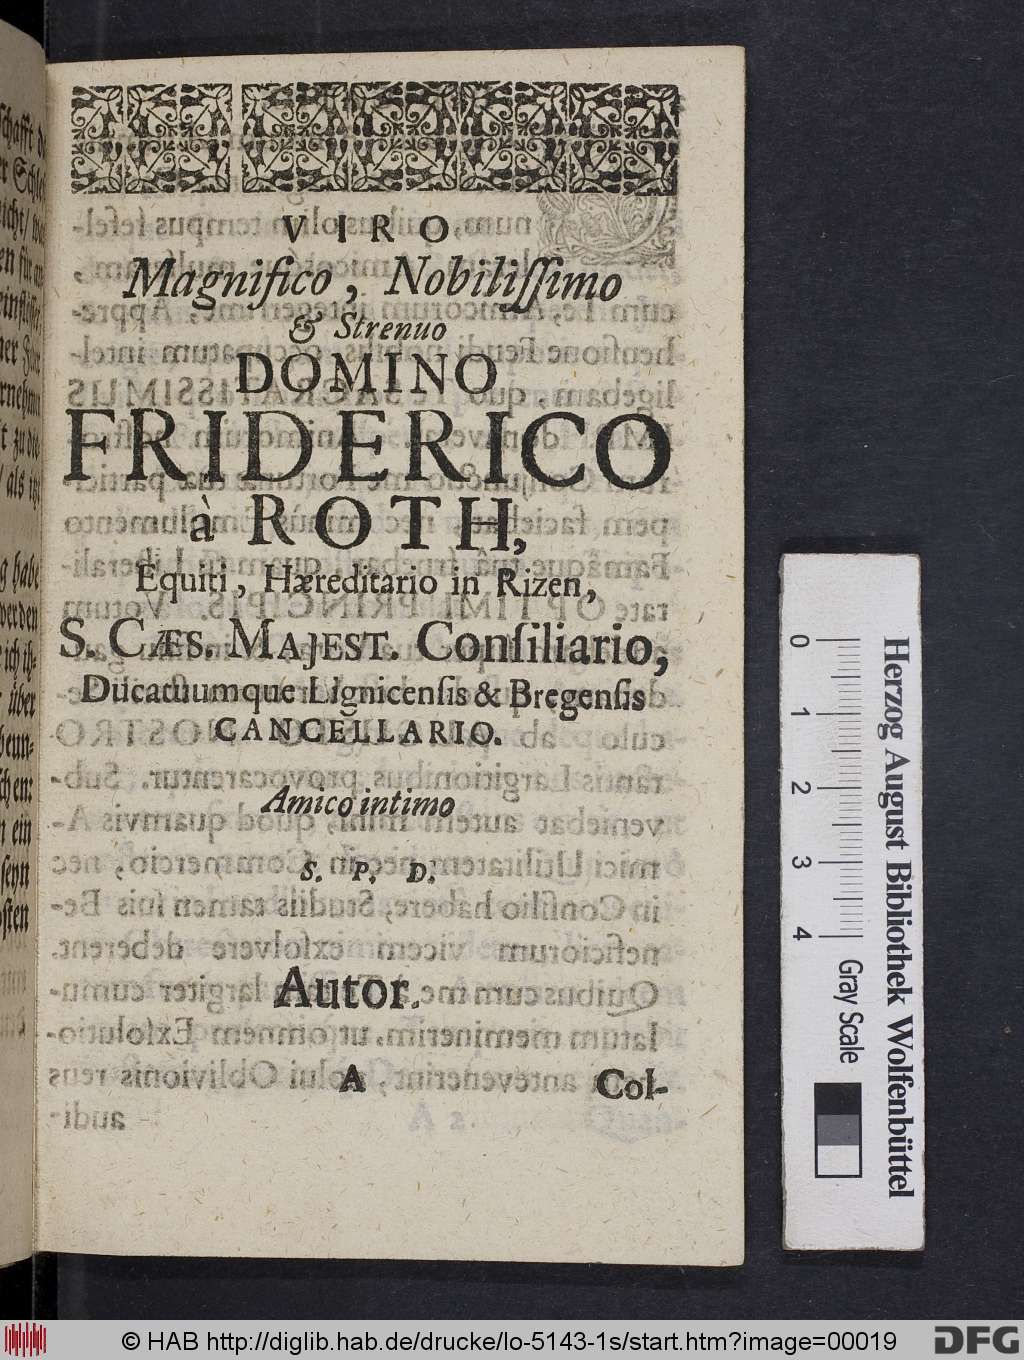 VIRO
Magnifico, Nobiliſſimo
& Strenuo
DOMINO
FRIDERICO
à ROTH,
Equiti, Hæreditario in Rizen,
S. CÆS. MAJEST. Conſiliario,
Ducatuumque Lignicenſis & Bregenſis
CANCELLARIO.
Amico intimo
S. P. D.
Autor.
A Col-
0 1 2 3 4
Gray Scale
Herzog August Bibliothek Wolfenbüttel
© HAB http://diglib.hab.de/drucke/lo-5143-1s/start.htm?image=00019
DFG